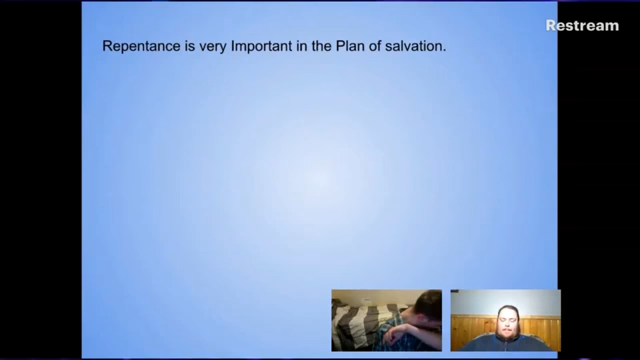 Restream
Repentance is very Important in the Plan of salvation.